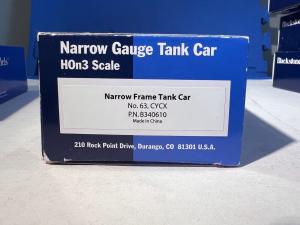 Narrow Gauge Tank Car
HOn3 Scale
Narrow Frame Tank Car
No. 63, CYCX
P.N.B340610
Made in China
210 Rock Point Drive, Durango, CO 81301 U.S.A.